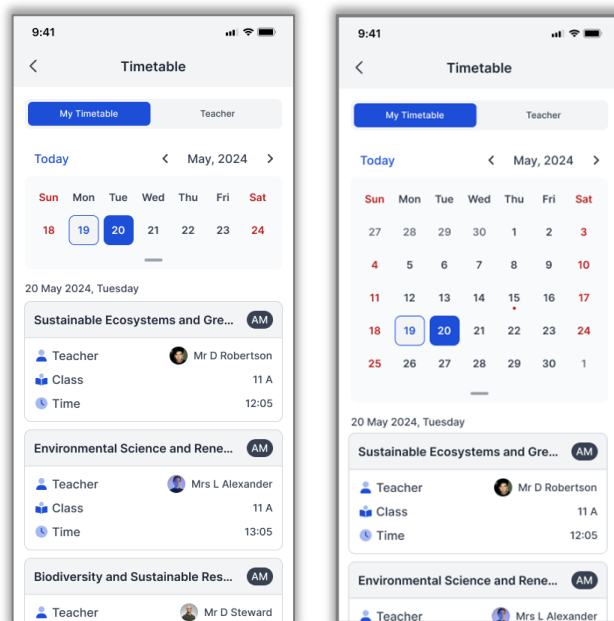 9:41
Timetable
My Timetable Teacher
Today May, 2024
Sun Mon Tue Wed Thu Fri Sat
18 19 20 21 22 23 24
20 May 2024, Tuesday
Sustainable Ecosystems and Gre... AM
Teacher Mr D Robertson
Class 11 A
Time 12:05
Environmental Science and Rene... AM
Teacher Mrs L Alexander
Class 11 A
Time 13:05
Biodiversity and Sustainable Res... AM
Teacher Mr D Steward
9:41
Timetable
My Timetable Teacher
Today May, 2024
Sun Mon Tue Wed Thu Fri Sat
27 28 29 30 1 2 3
4 5 6 7 8 9 10
11 12 13 14 15 16 17
18 19 20 21 22 23 24
25 26 27 28 29 30 1
20 May 2024, Tuesday
Sustainable Ecosystems and Gre... AM
Teacher Mr D Robertson
Class 11 A
Time 12:05
Environmental Science and Rene... AM
Teacher Mrs L Alexander